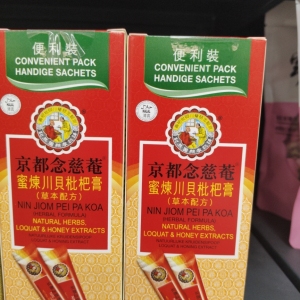 便利裝
CONVENIENT PACK
HANDIGE SACHETS
京都念慈菴
蜜煉川貝枇杷膏
(草本配方)
NIN JIOM PEI PA KOA
(HERBAL FORMULA)
NATURAL HERBS,
LOQUAT & HONEY EXTRACTS
便利裝
CONVENIENT PACK
HANDIGE SACHETS
京都念慈菴
蜜煉川貝枇杷膏
(草本配方)
NIN JIOM PEI PA KOA
(HERBAL FORMULA)
NATURAL HERBS,
LOQUAT & HONEY EXTRACTS